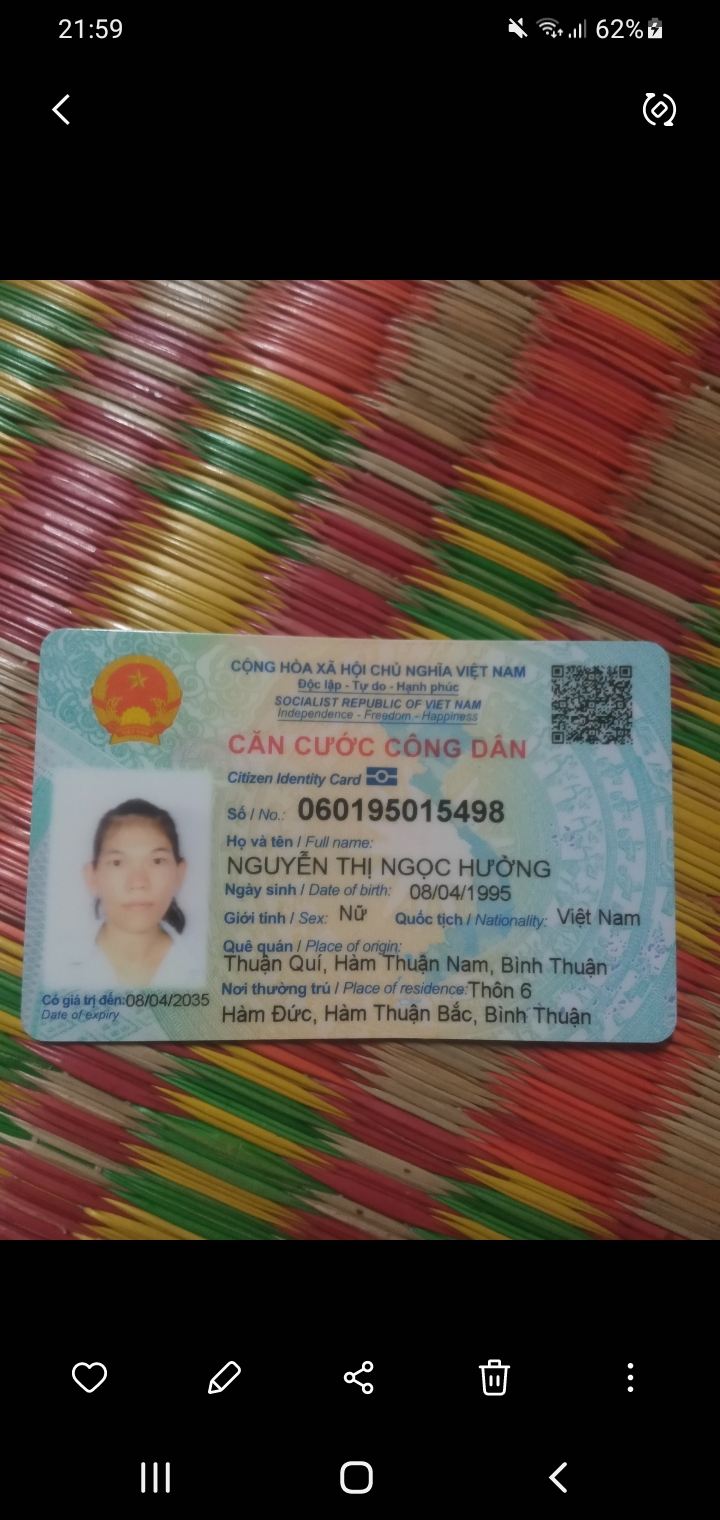 21:59
62%
CỘNG HÒA XÃ HỘI CHỦ NGHĨA VIỆT NAM
Độc lập - Tự do - Hạnh phúc
SOCIALIST REPUBLIC OF VIET NAM
Independence - Freedom - Happiness
CĂN CƯỚC CÔNG DÂN
Citizen Identity Card
Số / No.: 060195015498
Họ và tên / Full name:
NGUYỄN THỊ NGỌC HƯỜNG
Ngày sinh / Date of birth: 08/04/1995
Giới tính / Sex: Nữ Quốc tịch / Nationality: Việt Nam
Quê quán / Place of origin:
Thuận Quí, Hàm Thuận Nam, Bình Thuận
Nơi thường trú / Place of residence: Thôn 6
Hàm Đức, Hàm Thuận Bắc, Bình Thuận
Có giá trị đến: 08/04/2035
Date of expiry